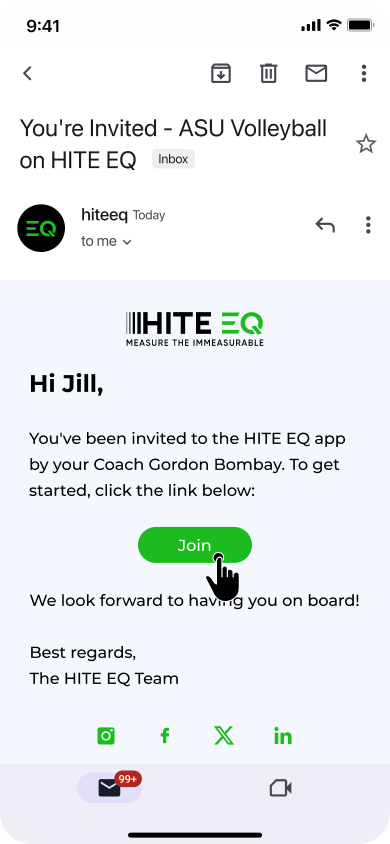 9:41
You're Invited - ASU Volleyball
on HITE EQ Inbox
EQ
hiteeq Today
to me
HITE EQ
MEASURE THE IMMEASURABLE
Hi Jill,
You've been invited to the HITE EQ app
by your Coach Gordon Bombay. To get
started, click the link below:
Join
We look forward to having you on board!
Best regards,
The HITE EQ Team
f X in
99+